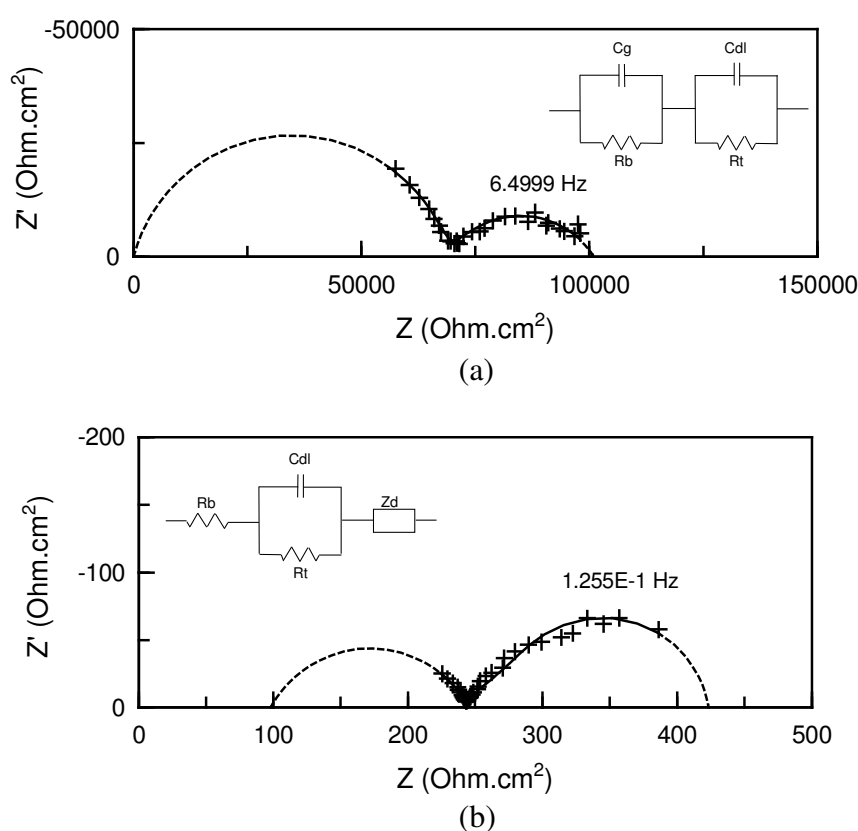 -50000
Cg
Cdl
Rb
Rt
6.4999 Hz
Z' (Ohm.cm²)
0
0
50000
100000
150000
Z (Ohm.cm²)
(a)
-200
Cdl
Rb
Zd
Rt
-100
1.255E-1 Hz
Z' (Ohm.cm²)
0
0
100
200
300
400
500
Z (Ohm.cm²)
(b)